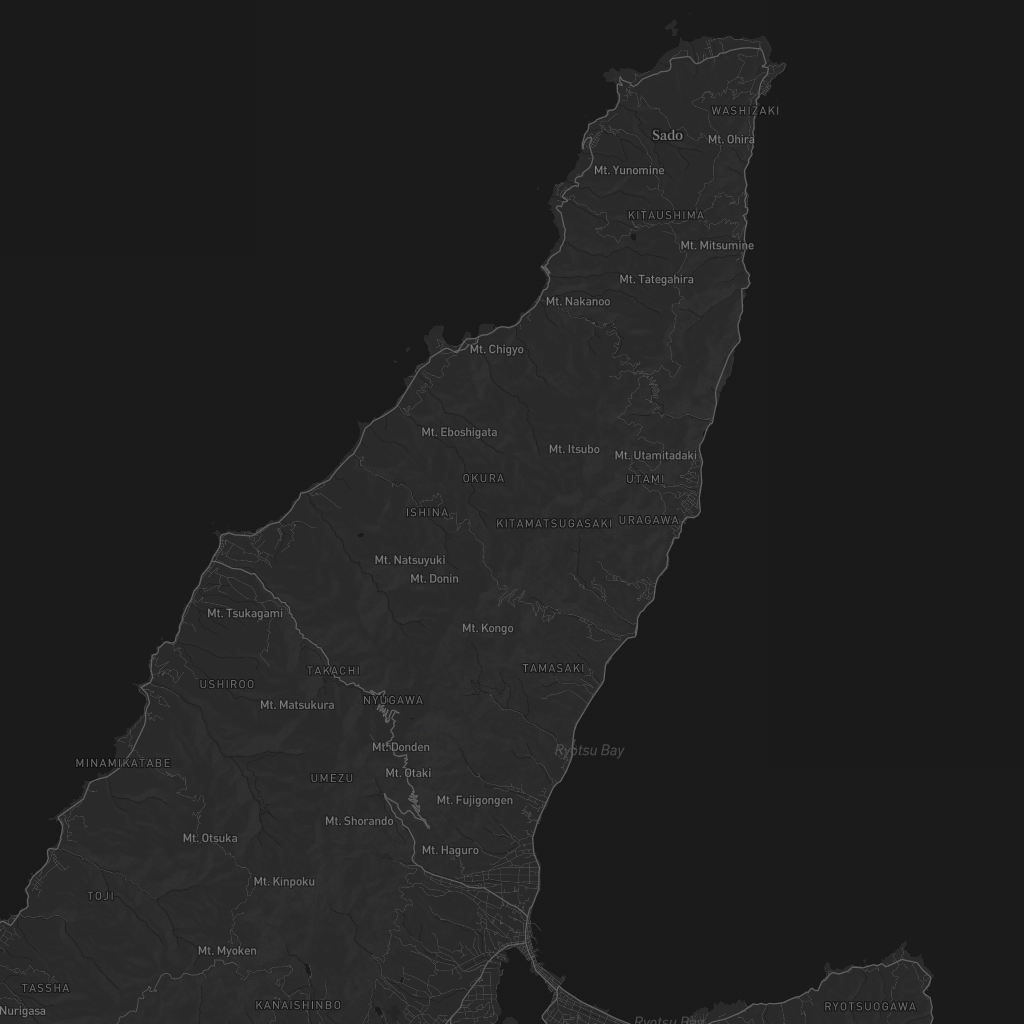 WASHIZAKI
Sado
Mt. Ohira
Mt. Yunomine
KITAUSHIMA
Mt. Mitsumine
Mt. Tategahira
Mt. Nakanoo
Mt. Chigyo
Mt. Eboshigata
Mt. Itsubo
Mt. Utamitadaki
OKURA
UTAMI
ISHINA
KITAMATSUGASAKI
URAGAWA
Mt. Natsuyuki
Mt. Donin
Mt. Tsukagami
Mt. Kongo
TAKACHI
TAMASAKI
USHIROO
NYUGAWA
Mt. Matsukura
Mt. Donden
Ryotsu Bay
MINAMIKATABE
UMEZU
Mt. Otaki
Mt. Fujigongen
Mt. Shorando
Mt. Otsuka
Mt. Haguro
Mt. Kinpoku
TOJI
Mt. Myoken
TASSHA
KANAISHINBO
RYOTSUOGAWA
Nurigasa
Ryotsu Bay